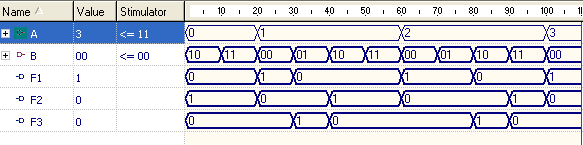 Name Value Stimulator 10 20 30 40 50 60 70 80 90 100
A 3 <= 11 0 1 2 3
B 00 <= 00 10 11 00 01 10 11 00 01 10 11 00
F1 1 0 1 0 1 0 1
F2 0 1 0 1 0 1 0
F3 0 0 1 0 1 0